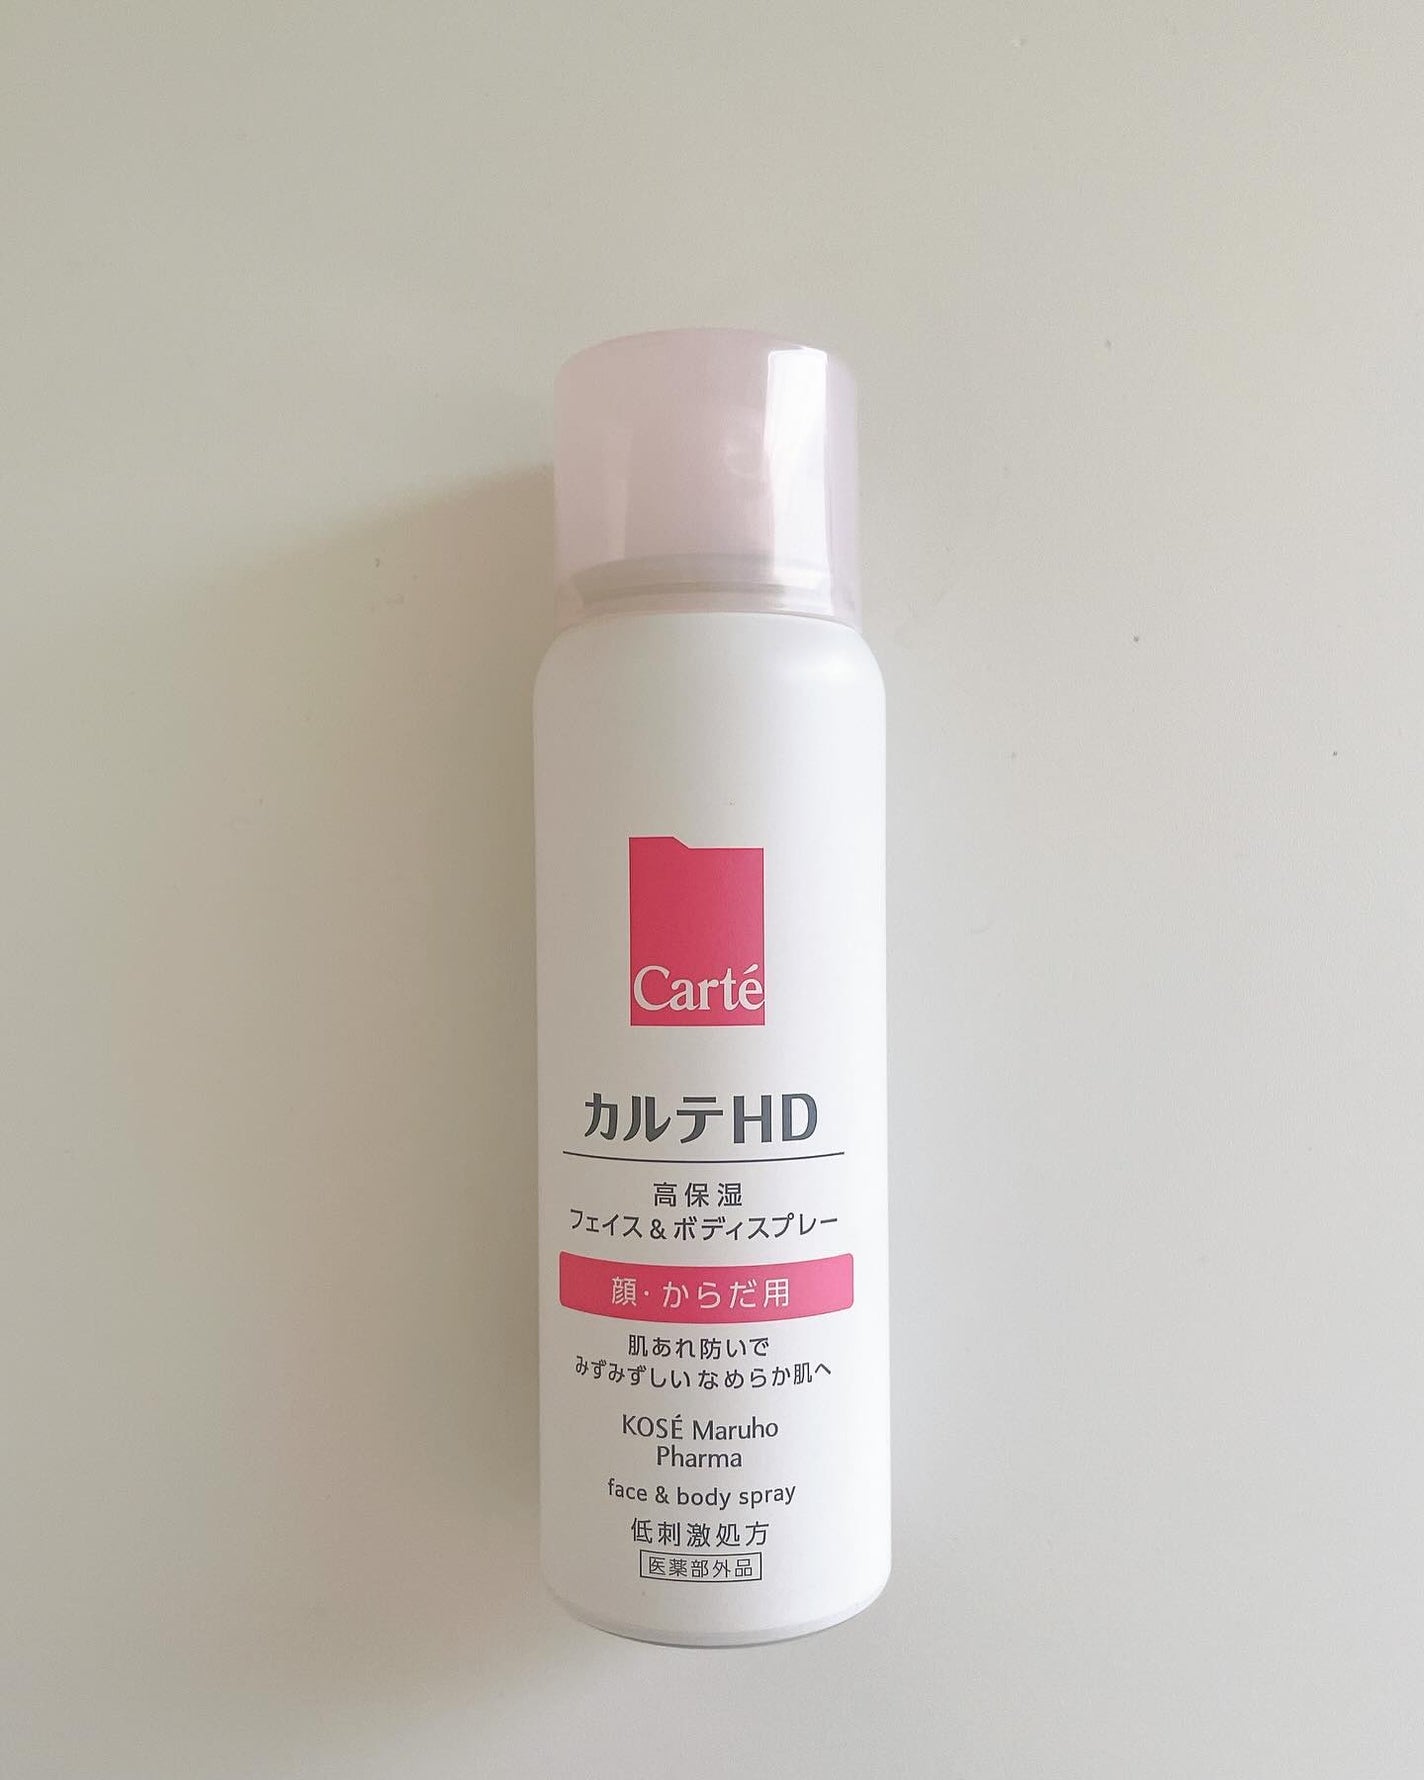 Carté
カルテHD
高保湿
フェイス&ボディスプレー
顔・からだ用
肌あれ防いで
みずみずしい なめらか肌へ
KOSÉ Maruho
Pharma
face & body spray
低刺激処方
医薬部外品